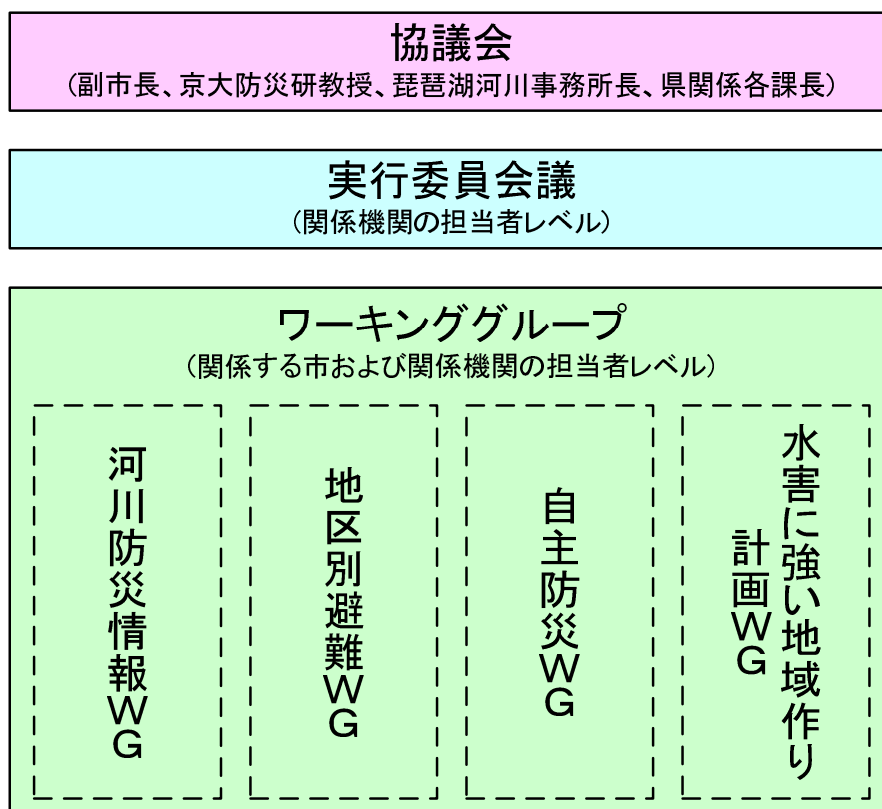 協議会
（副市長、京大防災研教授、琵琶湖河川事務所長、県関係各課長）
実行委員会議
（関係機関の担当者レベル）
ワーキンググループ
（関係する市および関係機関の担当者レベル）
河川防災情報ＷＧ
地区別避難ＷＧ
自主防災ＷＧ
水害に強い地域作り
計画ＷＧ